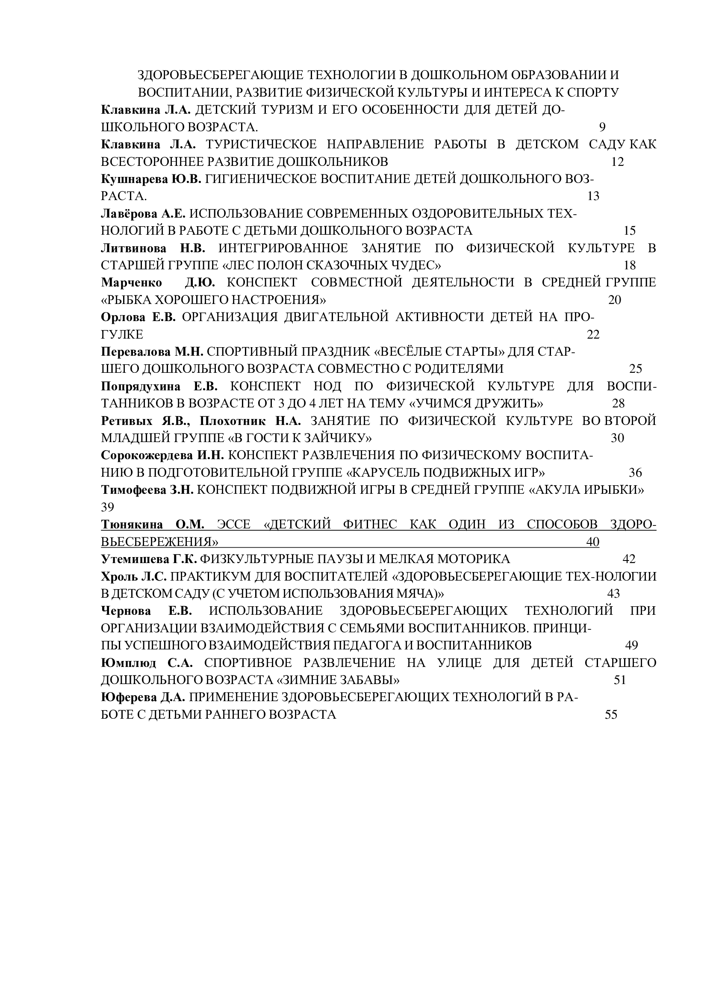 ЗДОРОВЬЕСБЕРЕГАЮЩИЕ ТЕХНОЛОГИИ В ДОШКОЛЬНОМ ОБРАЗОВАНИИ И
ВОСПИТАНИИ, РАЗВИТИЕ ФИЗИЧЕСКОЙ КУЛЬТУРЫ И ИНТЕРЕСА К СПОРТУ
Клавкина Л.А. ДЕТСКИЙ ТУРИЗМ И ЕГО ОСОБЕННОСТИ ДЛЯ ДЕТЕЙ ДО-
ШКОЛЬНОГО ВОЗРАСТА. 9
Клавкина Л.А. ТУРИСТИЧЕСКОЕ НАПРАВЛЕНИЕ РАБОТЫ В ДЕТСКОМ САДУ КАК
ВСЕСТОРОННЕЕ РАЗВИТИЕ ДОШКОЛЬНИКОВ 12
Кушнарева Ю.В. ГИГИЕНИЧЕСКОЕ ВОСПИТАНИЕ ДЕТЕЙ ДОШКОЛЬНОГО ВОЗ-
РАСТА. 13
Лавёрова А.Е. ИСПОЛЬЗОВАНИЕ СОВРЕМЕННЫХ ОЗДОРОВИТЕЛЬНЫХ ТЕХ-
НОЛОГИЙ В РАБОТЕ С ДЕТЬМИ ДОШКОЛЬНОГО ВОЗРАСТА 15
Литвинова Н.В. ИНТЕГРИРОВАННОЕ ЗАНЯТИЕ ПО ФИЗИЧЕСКОЙ КУЛЬТУРЕ В
СТАРШЕЙ ГРУППЕ «ЛЕС ПОЛОН СКАЗОЧНЫХ ЧУДЕС» 18
Марченко Д.Ю. КОНСПЕКТ СОВМЕСТНОЙ ДЕЯТЕЛЬНОСТИ В СРЕДНЕЙ ГРУППЕ
«РЫБКА ХОРОШЕГО НАСТРОЕНИЯ» 20
Орлова Е.В. ОРГАНИЗАЦИЯ ДВИГАТЕЛЬНОЙ АКТИВНОСТИ ДЕТЕЙ НА ПРО-
ГУЛКЕ 22
Перевалова М.Н. СПОРТИВНЫЙ ПРАЗДНИК «ВЕСЁЛЫЕ СТАРТЫ» ДЛЯ СТАР-
ШЕГО ДОШКОЛЬНОГО ВОЗРАСТА СОВМЕСТНО С РОДИТЕЛЯМИ 25
Попрядухина Е.В. КОНСПЕКТ НОД ПО ФИЗИЧЕСКОЙ КУЛЬТУРЕ ДЛЯ ВОСПИ-
ТАННИКОВ В ВОЗРАСТЕ ОТ 3 ДО 4 ЛЕТ НА ТЕМУ «УЧИМСЯ ДРУЖИТЬ» 28
Ретивых Я.В., Плохотник Н.А. ЗАНЯТИЕ ПО ФИЗИЧЕСКОЙ КУЛЬТУРЕ ВО ВТОРОЙ
МЛАДШЕЙ ГРУППЕ «В ГОСТИ К ЗАЙЧИКУ» 30
Сорокожердева И.Н. КОНСПЕКТ РАЗВЛЕЧЕНИЯ ПО ФИЗИЧЕСКОМУ ВОСПИТА-
НИЮ В ПОДГОТОВИТЕЛЬНОЙ ГРУППЕ «КАРУСЕЛЬ ПОДВИЖНЫХ ИГР» 36
Тимофеева З.Н. КОНСПЕКТ ПОДВИЖНОЙ ИГРЫ В СРЕДНЕЙ ГРУППЕ «АКУЛА ИРЫБКИ»
39
Тюнякина О.М. ЭССЕ «ДЕТСКИЙ ФИТНЕС КАК ОДИН ИЗ СПОСОБОВ ЗДОРО-
ВЬЕСБЕРЕЖЕНИЯ» 40
Утемишева Г.К. ФИЗКУЛЬТУРНЫЕ ПАУЗЫ И МЕЛКАЯ МОТОРИКА 42
Хроль Л.С. ПРАКТИКУМ ДЛЯ ВОСПИТАТЕЛЕЙ «ЗДОРОВЬЕСБЕРЕГАЮЩИЕ ТЕХ-НОЛОГИИ
В ДЕТСКОМ САДУ (С УЧЕТОМ ИСПОЛЬЗОВАНИЯ МЯЧА)» 43
Чернова Е.В. ИСПОЛЬЗОВАНИЕ ЗДОРОВЬЕСБЕРЕГАЮЩИХ ТЕХНОЛОГИЙ ПРИ
ОРГАНИЗАЦИИ ВЗАИМОДЕЙСТВИЯ С СЕМЬЯМИ ВОСПИТАННИКОВ. ПРИНЦИ-
ПЫ УСПЕШНОГО ВЗАИМОДЕЙСТВИЯ ПЕДАГОГА И ВОСПИТАННИКОВ 49
Юмплюд С.А. СПОРТИВНОЕ РАЗВЛЕЧЕНИЕ НА УЛИЦЕ ДЛЯ ДЕТЕЙ СТАРШЕГО
ДОШКОЛЬНОГО ВОЗРАСТА «ЗИМНИЕ ЗАБАВЫ» 51
Юферева Д.А. ПРИМЕНЕНИЕ ЗДОРОВЬЕСБЕРЕГАЮЩИХ ТЕХНОЛОГИЙ В РА-
БОТЕ С ДЕТЬМИ РАННЕГО ВОЗРАСТА 55